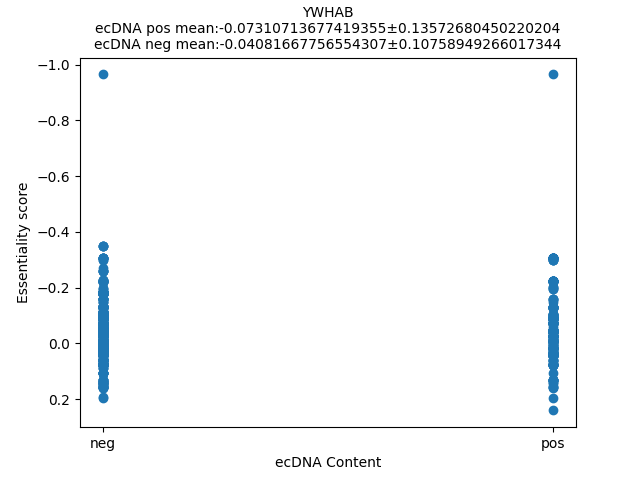 YWHAB
ecDNA pos mean:-0.07310713677419355±0.13572680450220204
ecDNA neg mean:-0.04081667756554307±0.10758949266017344
−1.0
−0.8
−0.6
−0.4
−0.2
0.0
0.2
Essentiality score
neg
pos
ecDNA Content